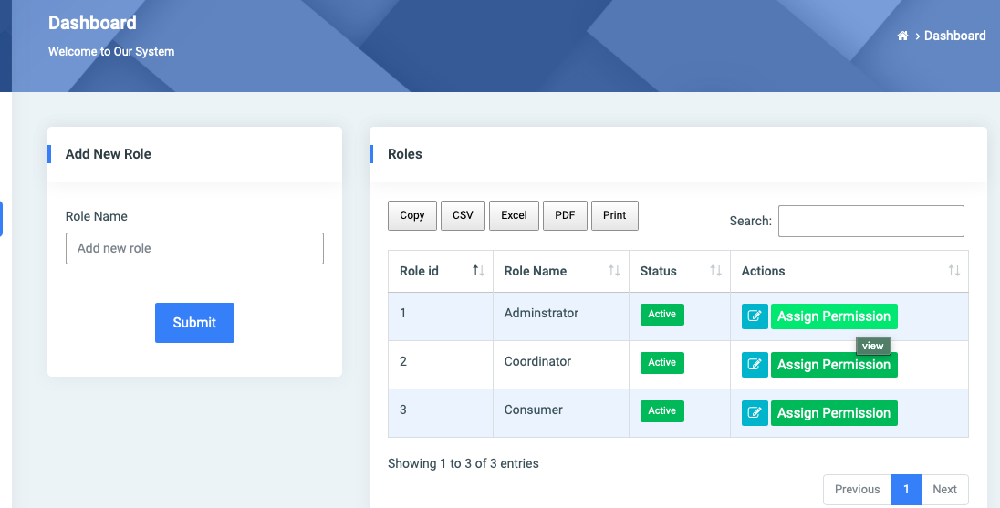 Dashboard
Welcome to Our System
Dashboard
Add New Role
Role Name
Add new role
Submit
Roles
Copy CSV Excel PDF Print
Search:
Role id Role Name Status Actions
1 Adminstrator Active Assign Permission
view
2 Coordinator Active Assign Permission
3 Consumer Active Assign Permission
Showing 1 to 3 of 3 entries
Previous 1 Next